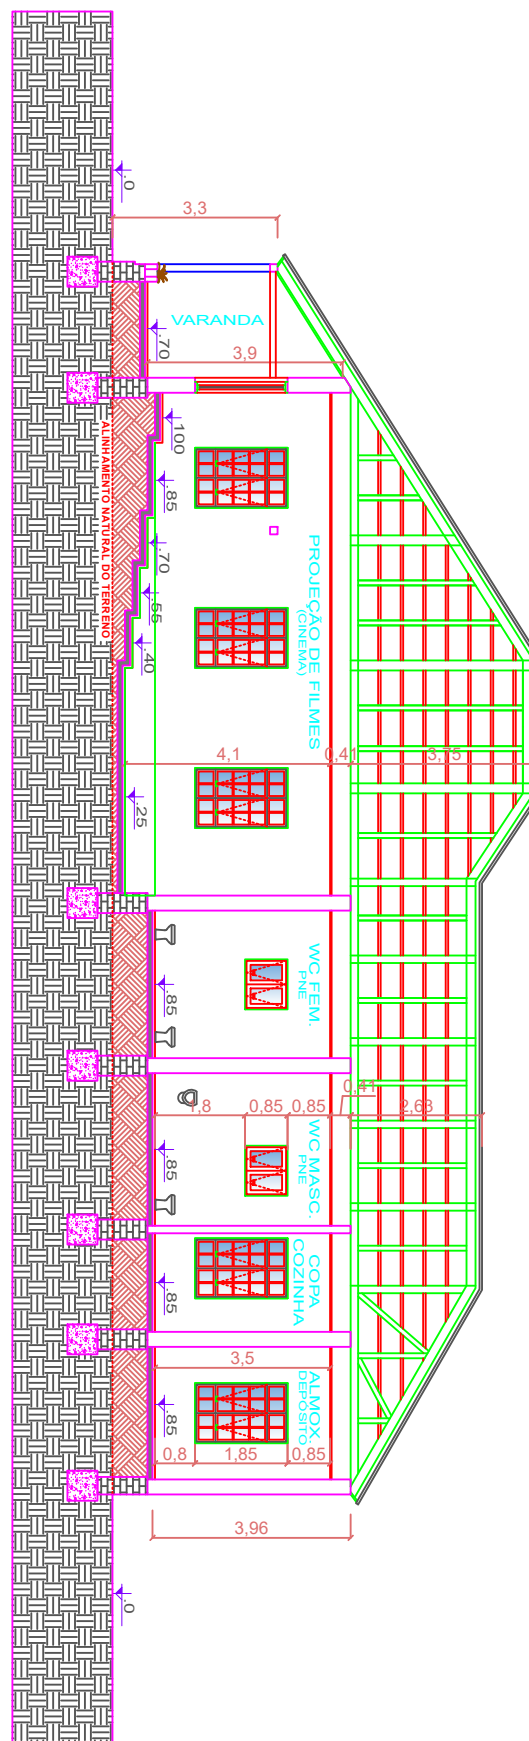 .0
3,3
VARANDA
.70
3,9
.100
.85
ALINHAMENTO NATURAL DO TERRENO
.70
.55
.40
PROJEÇÃO DE FILMES
(CINEMA)
4,1
0,41
3,75
.25
WC FEM.
PNE
.85
1,8
0,85
0,85
0,41
2,63
WC MASC.
PNE
.85
COPA
COZINHA
.85
3,5
ALMOX.
DEPÓSITO
.85
0,8
1,85
0,85
3,96
.0